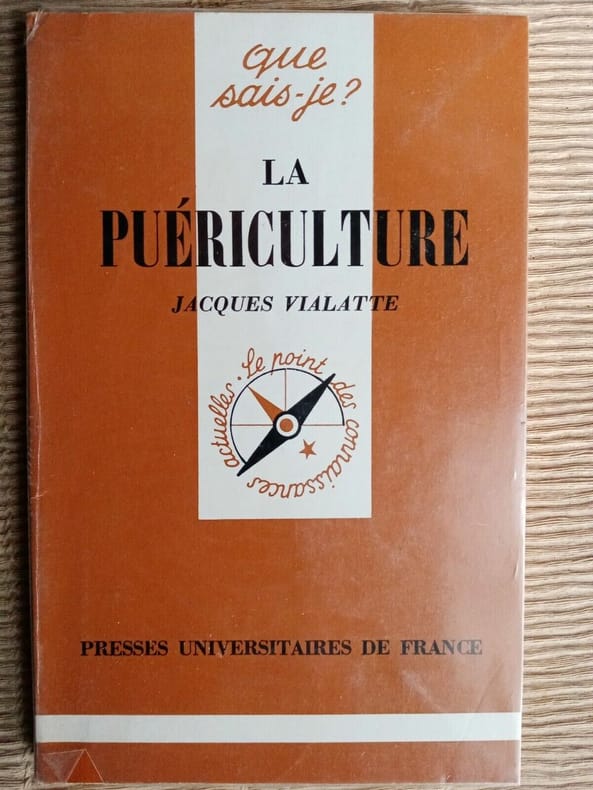 que
sais-je?
LA
PUÉRICULTURE
JACQUES VIALATTE
Le point des connaissances actuelles.
PRESSES UNIVERSITAIRES DE FRANCE